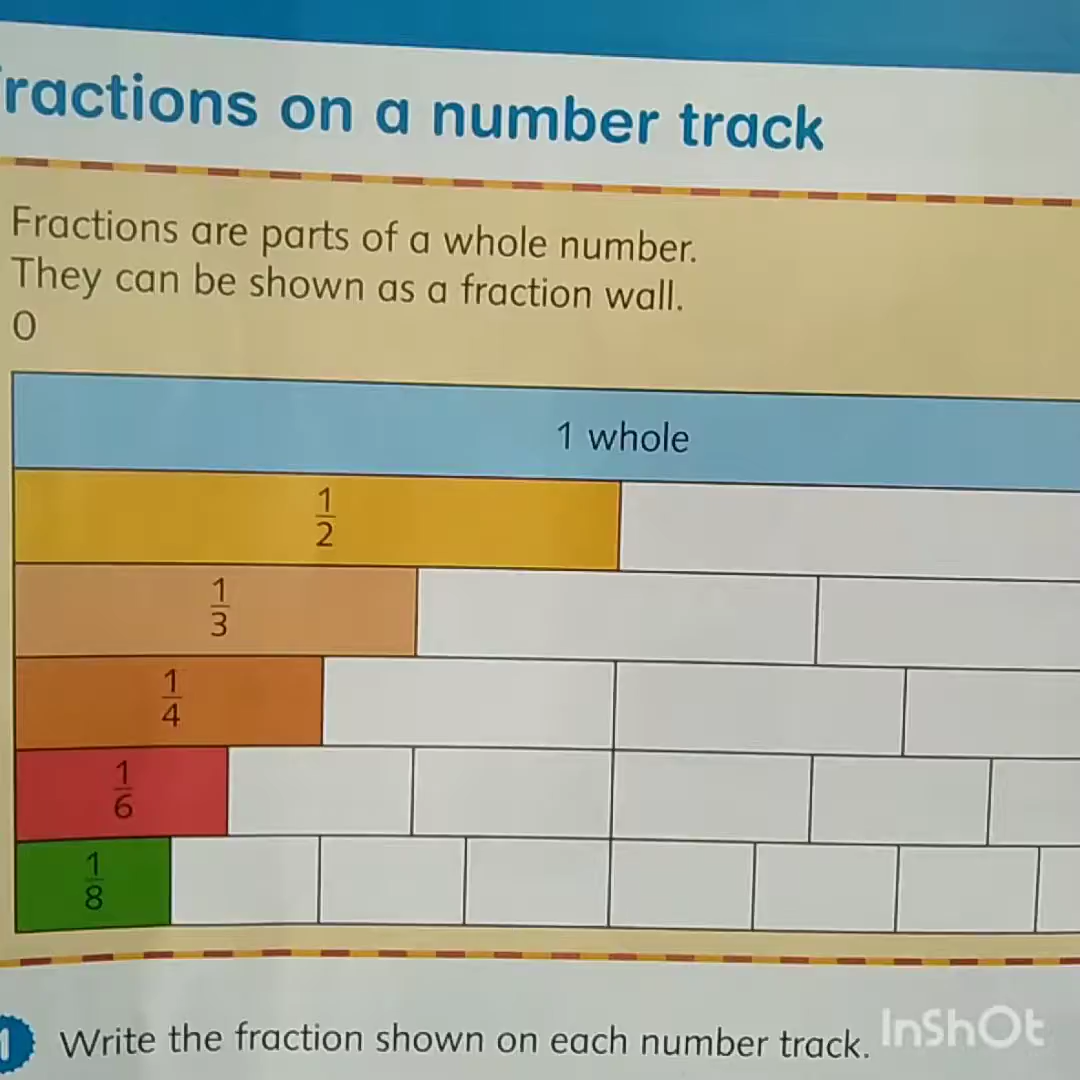 ractions on a number track
Fractions are parts of a whole number.
They can be shown as a fraction wall.
0
1 whole
1/2
1/3
1/4
1/6
1/8
1 Write the fraction shown on each number track.
InShOt